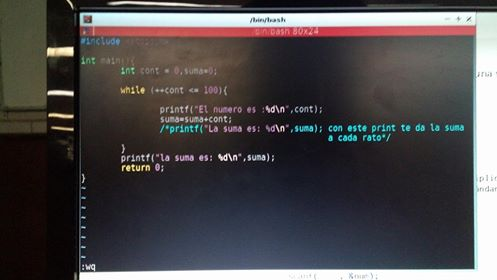 /bin/bash
bin/bash 80x24
#include
int main(){
int cont = 0,suma=0;
while (++cont <= 100){
printf("El numero es :%d\n",cont);
suma=suma+cont;
/*printf("La suma es: %d\n",suma); con este print te da la suma
a cada rato*/
}
printf("la suma es: %d\n",suma);
return 0;
}
~
~
~
~
~
~
~
:wq